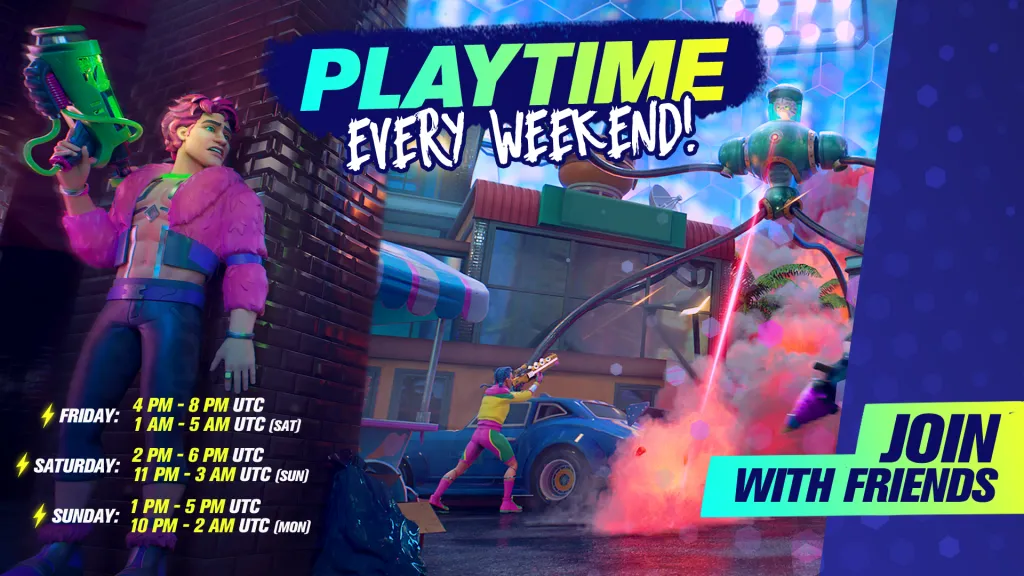 PLAYTIME
EVERY WEEKEND!
FRIDAY:
4 PM - 8 PM UTC
1 AM - 5 AM UTC (SAT)
SATURDAY:
2 PM - 6 PM UTC
11 PM - 3 AM UTC (SUN)
SUNDAY:
1 PM - 5 PM UTC
10 PM - 2 AM UTC (MON)
JOIN
WITH FRIENDS